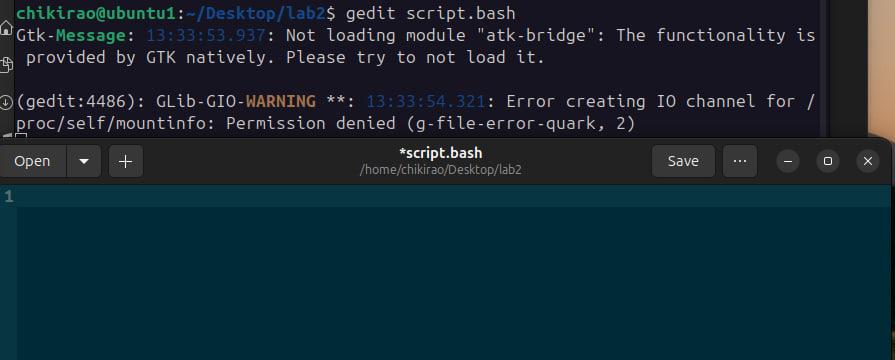 chikirao@ubuntu1:~/Desktop/lab2$ gedit script.bash
Gtk-Message: 13:33:53.937: Not loading module "atk-bridge": The functionality is
provided by GTK natively. Please try to not load it.
(gedit:4486): GLib-GIO-WARNING **: 13:33:54.321: Error creating IO channel for /
proc/self/mountinfo: Permission denied (g-file-error-quark, 2)
Open
*script.bash
/home/chikirao/Desktop/lab2
Save
1